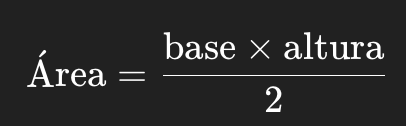 Área = base × altura / 2